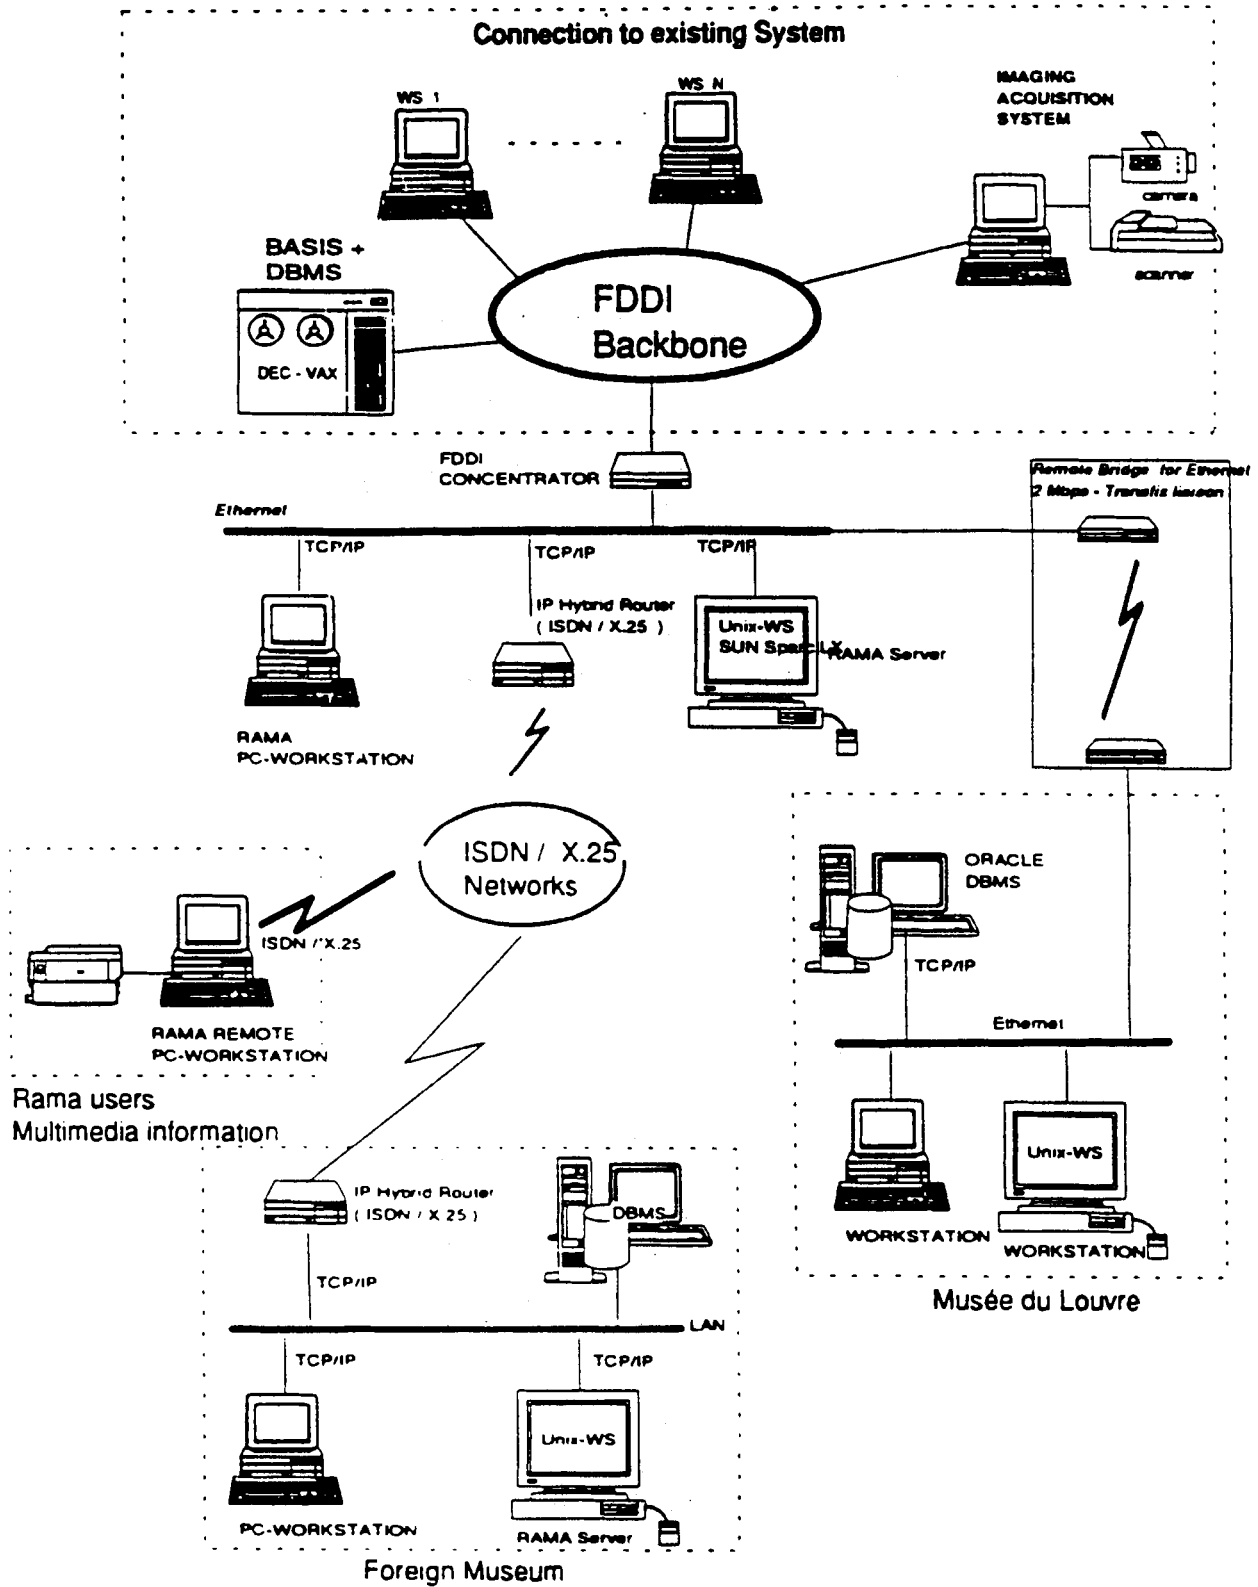 Connection to existing System
WS 1
WS N
IMAGING
ACQUISITION
SYSTEM
camera
scanner
BASIS +
DBMS
DEC - VAX
FDDI
Backbone
FDDI
CONCENTRATOR
Remote Bridge for Ethernet
2 Mbps - Transfix liaison
Ethernet
TCP/IP
TCP/IP
TCP/IP
IP Hybrid Router
( ISDN / X.25 )
Unix-WS
SUN Sparc LX
RAMA Server
RAMA
PC-WORKSTATION
ISDN / X.25
Networks
ORACLE
DBMS
TCP/IP
Ethernet
ISDN / X.25
RAMA REMOTE
PC-WORKSTATION
Rama users
Multimedia information
Unix-WS
WORKSTATION
WORKSTATION
Musée du Louvre
IP Hybrid Router
( ISDN / X.25 )
DBMS
TCP/IP
LAN
TCP/IP
TCP/IP
Unix-WS
PC-WORKSTATION
RAMA Server
Foreign Museum